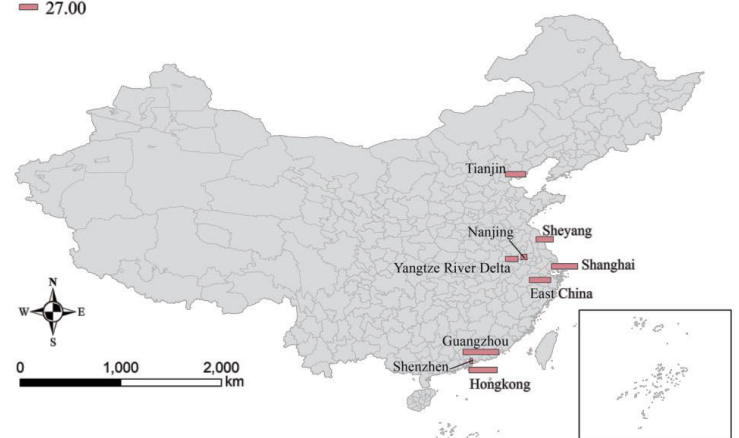 27.00
Tianjin
Nanjing
Sheyang
Yangtze River Delta
Shanghai
East China
Guangzhou
Shenzhen
Hongkong
N
W
E
S
0
1,000
2,000
km